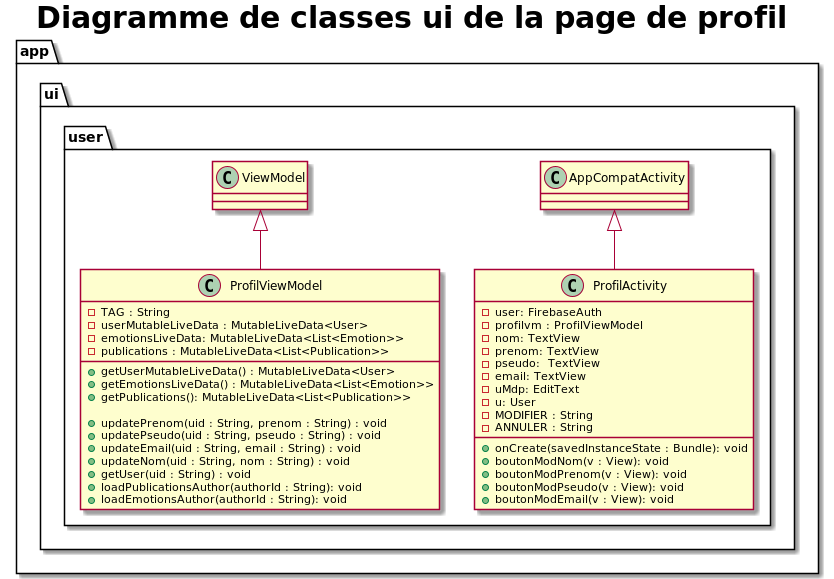 Diagramme de classes ui de la page de profil
app
ui
user
C ViewModel
C AppCompatActivity
C ProfilViewModel
TAG : String
userMutableLiveData : MutableLiveData<User>
emotionsLiveData: MutableLiveData<List<Emotion>>
publications : MutableLiveData<List<Publication>>
getUserMutableLiveData() : MutableLiveData<User>
getEmotionsLiveData() : MutableLiveData<List<Emotion>>
getPublications(): MutableLiveData<List<Publication>>
updatePrenom(uid : String, prenom : String) : void
updatePseudo(uid : String, pseudo : String) : void
updateEmail(uid : String, email : String) : void
updateNom(uid : String, nom : String) : void
getUser(uid : String) : void
loadPublicationsAuthor(authorId : String): void
loadEmotionsAuthor(authorId : String): void
C ProfilActivity
user: FirebaseAuth
profilvm : ProfilViewModel
nom: TextView
prenom: TextView
pseudo:  TextView
email: TextView
uMdp: EditText
u: User
MODIFIER : String
ANNULER : String
onCreate(savedInstanceState : Bundle): void
boutonModNom(v : View): void
boutonModPrenom(v : View): void
boutonModPseudo(v : View): void
boutonModEmail(v : View): void